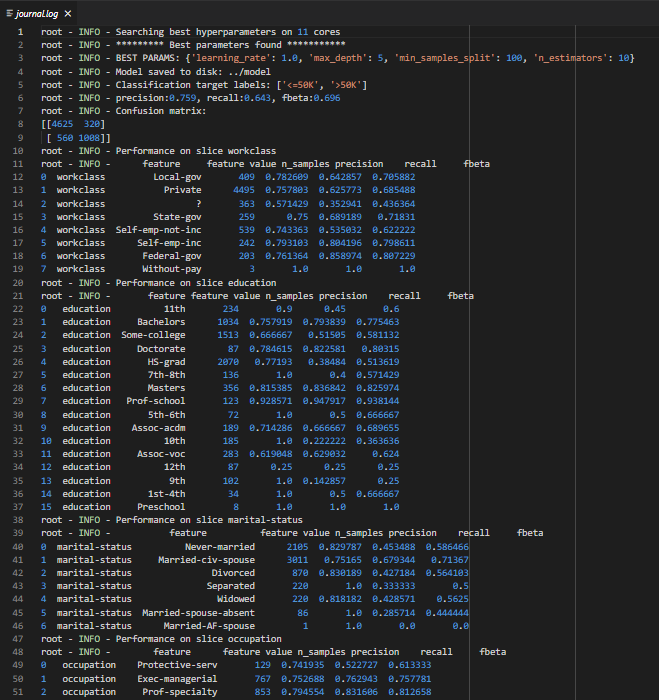 journal.log ×
1 root - INFO - Searching best hyperparameters on 11 cores
2 root - INFO - ********* Best parameters found ***********
3 root - INFO - BEST PARAMS: {'learning_rate': 1.0, 'max_depth': 5, 'min_samples_split': 100, 'n_estimators': 10}
4 root - INFO - Model saved to disk: ../model
5 root - INFO - Classification target labels: ['<=50K', '>50K']
6 root - INFO - precision:0.759, recall:0.643, fbeta:0.696
7 root - INFO - Confusion matrix:
8 [[4625 320]
9 [ 560 1008]]
10 root - INFO - Performance on slice workclass
11 root - INFO - feature feature value n_samples precision recall fbeta
12 0 workclass Local-gov 409 0.782609 0.642857 0.705882
13 1 workclass Private 4495 0.757803 0.625773 0.685488
14 2 workclass ? 363 0.571429 0.352941 0.436364
15 3 workclass State-gov 259 0.75 0.689189 0.71831
16 4 workclass Self-emp-not-inc 539 0.743363 0.535032 0.622222
17 5 workclass Self-emp-inc 242 0.793103 0.804196 0.798611
18 6 workclass Federal-gov 203 0.761364 0.858974 0.807229
19 7 workclass Without-pay 3 1.0 1.0 1.0
20 root - INFO - Performance on slice education
21 root - INFO - feature feature value n_samples precision recall fbeta
22 0 education 11th 234 0.9 0.45 0.6
23 1 education Bachelors 1034 0.757919 0.793839 0.775463
24 2 education Some-college 1513 0.666667 0.51505 0.581132
25 3 education Doctorate 87 0.784615 0.822581 0.80315
26 4 education HS-grad 2070 0.77193 0.38484 0.513619
27 5 education 7th-8th 136 1.0 0.4 0.571429
28 6 education Masters 356 0.815385 0.836842 0.825974
29 7 education Prof-school 123 0.928571 0.947917 0.938144
30 8 education 5th-6th 72 1.0 0.5 0.666667
31 9 education Assoc-acdm 189 0.714286 0.666667 0.689655
32 10 education 10th 185 1.0 0.222222 0.363636
33 11 education Assoc-voc 283 0.619048 0.629032 0.624
34 12 education 12th 87 0.25 0.25 0.25
35 13 education 9th 102 1.0 0.142857 0.25
36 14 education 1st-4th 34 1.0 0.5 0.666667
37 15 education Preschool 8 1.0 1.0 1.0
38 root - INFO - Performance on slice marital-status
39 root - INFO - feature feature value n_samples precision recall fbeta
40 0 marital-status Never-married 2105 0.829787 0.453488 0.586466
41 1 marital-status Married-civ-spouse 3011 0.75165 0.679344 0.71367
42 2 marital-status Divorced 870 0.830189 0.427184 0.564103
43 3 marital-status Separated 220 1.0 0.333333 0.5
44 4 marital-status Widowed 220 0.818182 0.428571 0.5625
45 5 marital-status Married-spouse-absent 86 1.0 0.285714 0.444444
46 6 marital-status Married-AF-spouse 1 1.0 0.0 0.0
47 root - INFO - Performance on slice occupation
48 root - INFO - feature feature value n_samples precision recall fbeta
49 0 occupation Protective-serv 129 0.741935 0.522727 0.613333
50 1 occupation Exec-managerial 767 0.752688 0.762943 0.757781
51 2 occupation Prof-specialty 853 0.794554 0.831606 0.812658